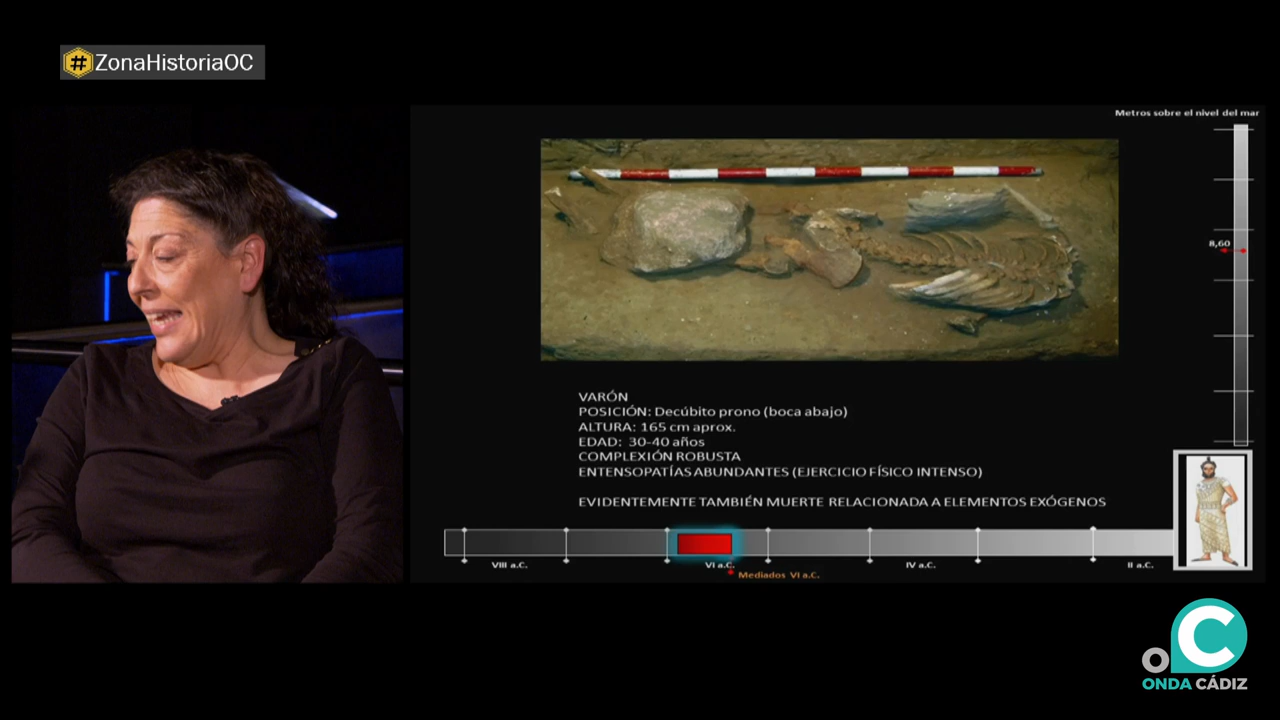 #ZonaHistoriaOC
Metros sobre el nivel del mar
8,60
VARÓN
POSICIÓN: Decúbito prono (boca abajo)
ALTURA: 165 cm aprox.
EDAD: 30-40 años
COMPLEXIÓN ROBUSTA
ENTENSOPATÍAS ABUNDANTES (EJERCICIO FÍSICO INTENSO)
EVIDENTEMENTE TAMBIÉN MUERTE RELACIONADA A ELEMENTOS EXÓGENOS
VIII a.C.
VI a.C.
IV a.C.
II a.C.
Mediados VI a.C.
OC
ONDA CÁDIZ